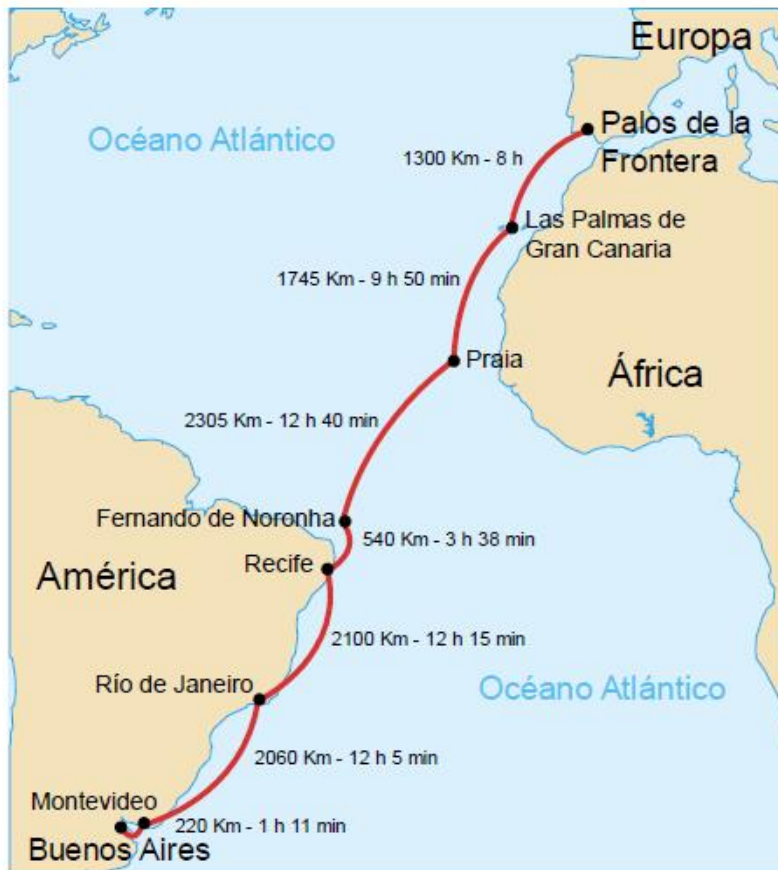 Europa
Océano Atlántico
Palos de la
Frontera
1300 Km - 8 h
Las Palmas de
Gran Canaria
1745 Km - 9 h 50 min
Praia
África
2305 Km - 12 h 40 min
Fernando de Noronha
540 Km - 3 h 38 min
Recife
América
2100 Km - 12 h 15 min
Río de Janeiro
Océano Atlántico
2060 Km - 12 h 5 min
Montevideo
220 Km - 1 h 11 min
Buenos Aires